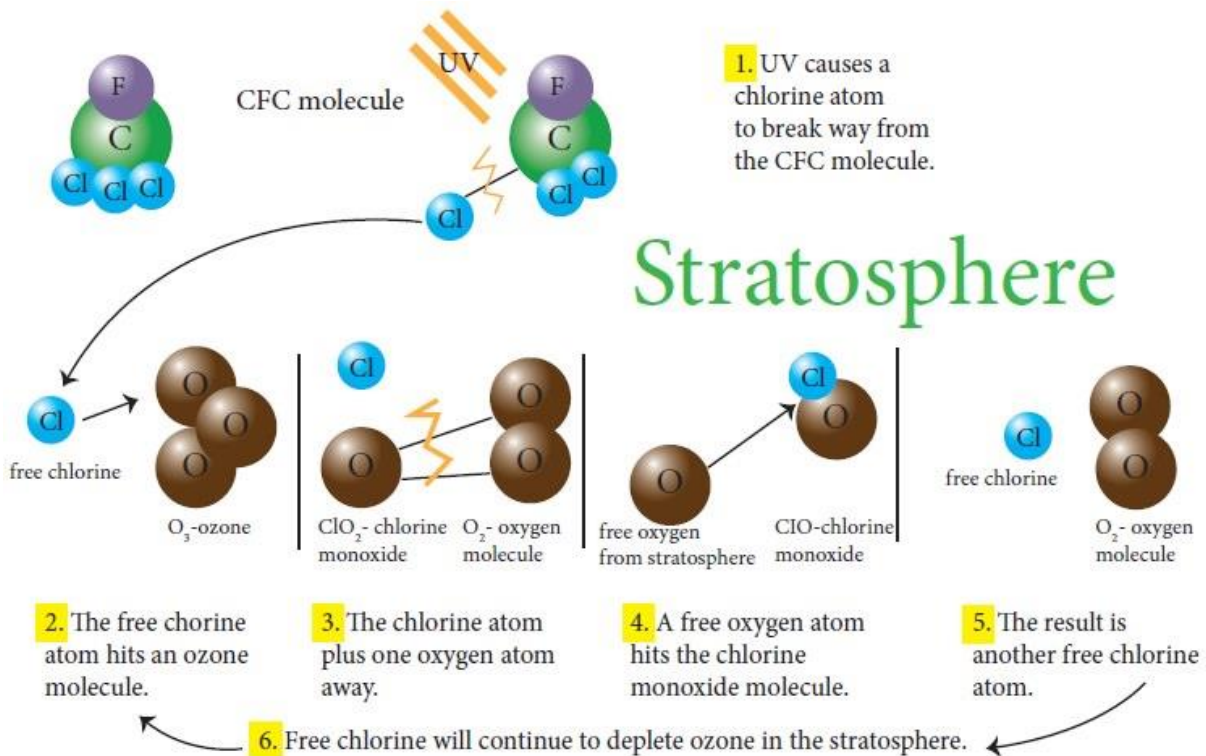 UV
F
CFC molecule
F
C
C
Cl
Cl
Cl
Cl
Cl
Cl
1. UV causes a
chlorine atom
to break way from
the CFC molecule.
Stratosphere
Cl
free chlorine
O
O
O
O₃-ozone
Cl
O
O
O
ClO₂- chlorine
monoxide
O₂- oxygen
molecule
O
free oxygen
from stratosphere
Cl
O
CIO-chlorine
monoxide
Cl
free chlorine
O
O
O₂- oxygen
molecule
2. The free chorine
atom hits an ozone
molecule.
3. The chlorine atom
plus one oxygen atom
away.
4. A free oxygen atom
hits the chlorine
monoxide molecule.
5. The result is
another free chlorine
atom.
6. Free chlorine will continue to deplete ozone in the stratosphere.